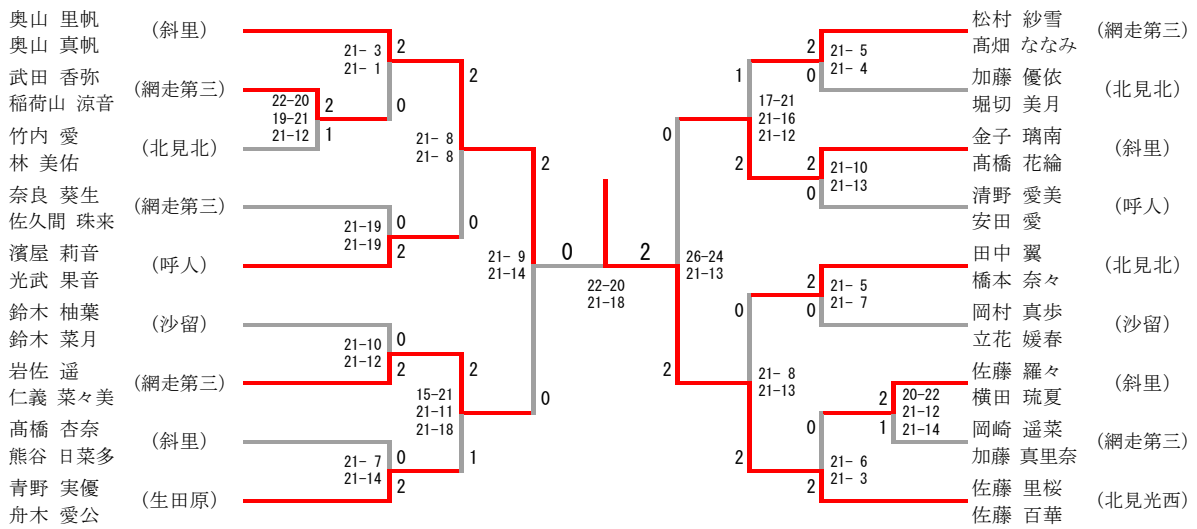 奥山 里帆
奥山 真帆
(斜里)
武田 香弥
稲荷山 涼音
(網走第三)
竹内 愛
林 美佑
(北見北)
奈良 葵生
佐久間 珠来
(網走第三)
濱屋 莉音
光武 果音
(呼人)
鈴木 柚葉
鈴木 菜月
(沙留)
岩佐 遥
仁義 菜々美
(網走第三)
髙橋 杏奈
熊谷 日菜多
(斜里)
青野 実優
舟木 愛公
(生田原)
22-20
19-21
21-12
2
1
21- 3
21- 1
2
0
21-19
21-19
0
2
21-10
21-12
0
2
21- 7
21-14
0
2
21- 8
21- 8
2
0
15-21
21-11
21-18
2
1
21- 9
21-14
2
0
0
2
22-20
21-18
26-24
21-13
0
2
17-21
21-16
21-12
1
2
21- 8
21-13
0
2
21- 5
21- 4
2
0
21-10
21-13
2
0
21- 5
21- 7
2
0
21- 6
21- 3
0
2
20-22
21-12
21-14
2
1
松村 紗雪
髙畑 ななみ
(網走第三)
加藤 優依
堀切 美月
(北見北)
金子 璃南
髙橋 花綸
(斜里)
清野 愛美
安田 愛
(呼人)
田中 翼
橋本 奈々
(北見北)
岡村 真歩
立花 媛春
(沙留)
佐藤 羅々
横田 琉夏
(斜里)
岡崎 遥菜
加藤 真里奈
(網走第三)
佐藤 里桜
佐藤 百華
(北見光西)